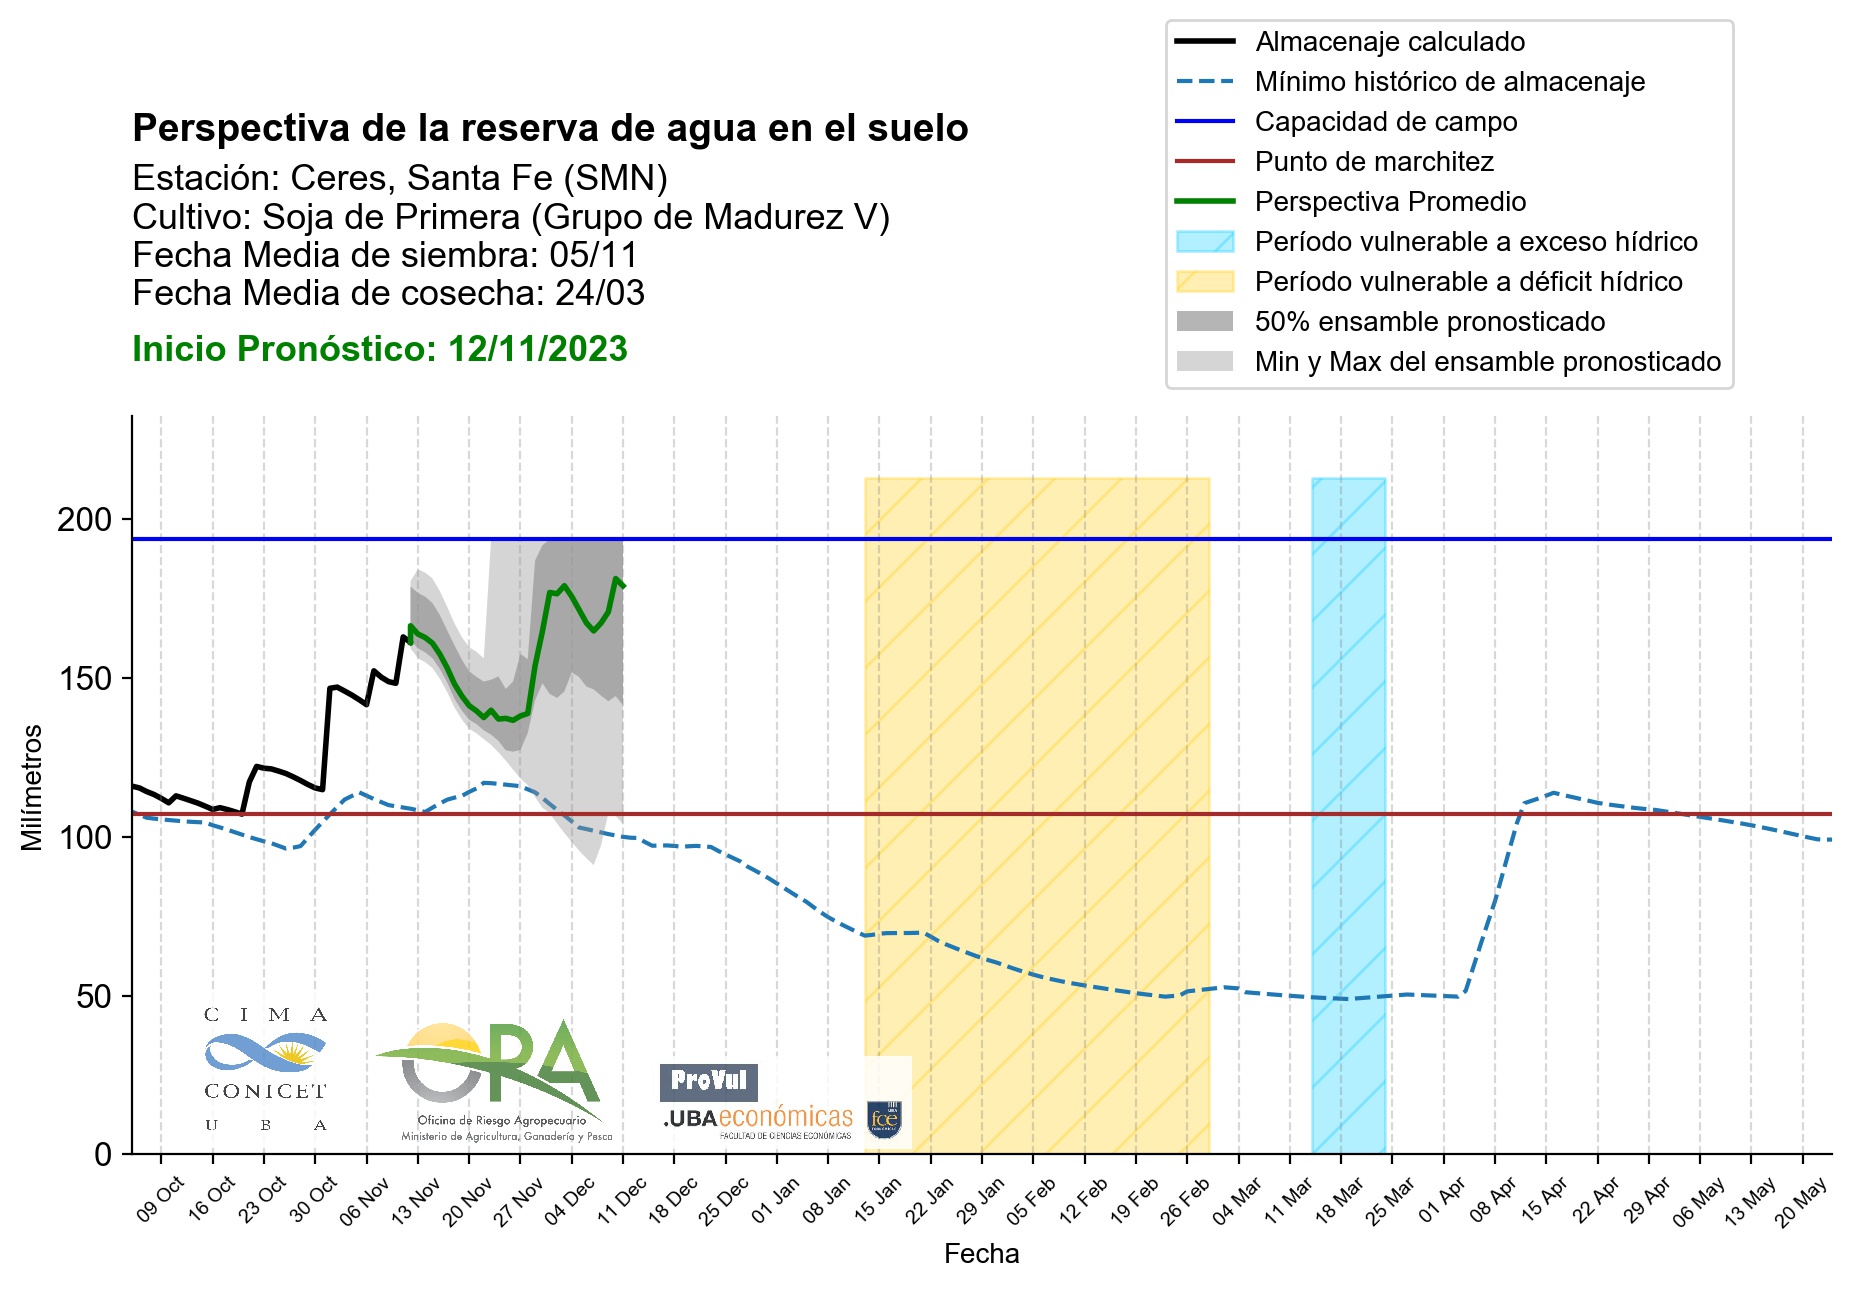 Almacenaje calculado
Mínimo histórico de almacenaje
Capacidad de campo
Punto de marchitez
Perspectiva Promedio
Período vulnerable a exceso hídrico
Período vulnerable a déficit hídrico
50% ensamble pronosticado
Min y Max del ensamble pronosticado
Perspectiva de la reserva de agua en el suelo
Estación: Ceres, Santa Fe (SMN)
Cultivo: Soja de Primera (Grupo de Madurez V)
Fecha Media de siembra: 05/11
Fecha Media de cosecha: 24/03
Inicio Pronóstico: 12/11/2023
Milímetros
200
150
100
50
0
C I M A
CONICET
U B A
OPA
Oficina de Riesgo Agropecuario
Ministerio de Agricultura, Ganadería y Pesca
ProVul
.UBAeconómicas
FACULTAD DE CIENCIAS ECONÓMICAS
UBA
fce
09 Oct
16 Oct
23 Oct
30 Oct
06 Nov
13 Nov
20 Nov
27 Nov
04 Dec
11 Dec
18 Dec
25 Dec
01 Jan
08 Jan
15 Jan
22 Jan
29 Jan
05 Feb
12 Feb
19 Feb
26 Feb
04 Mar
11 Mar
18 Mar
25 Mar
01 Apr
08 Apr
15 Apr
22 Apr
29 Apr
06 May
13 May
20 May
Fecha